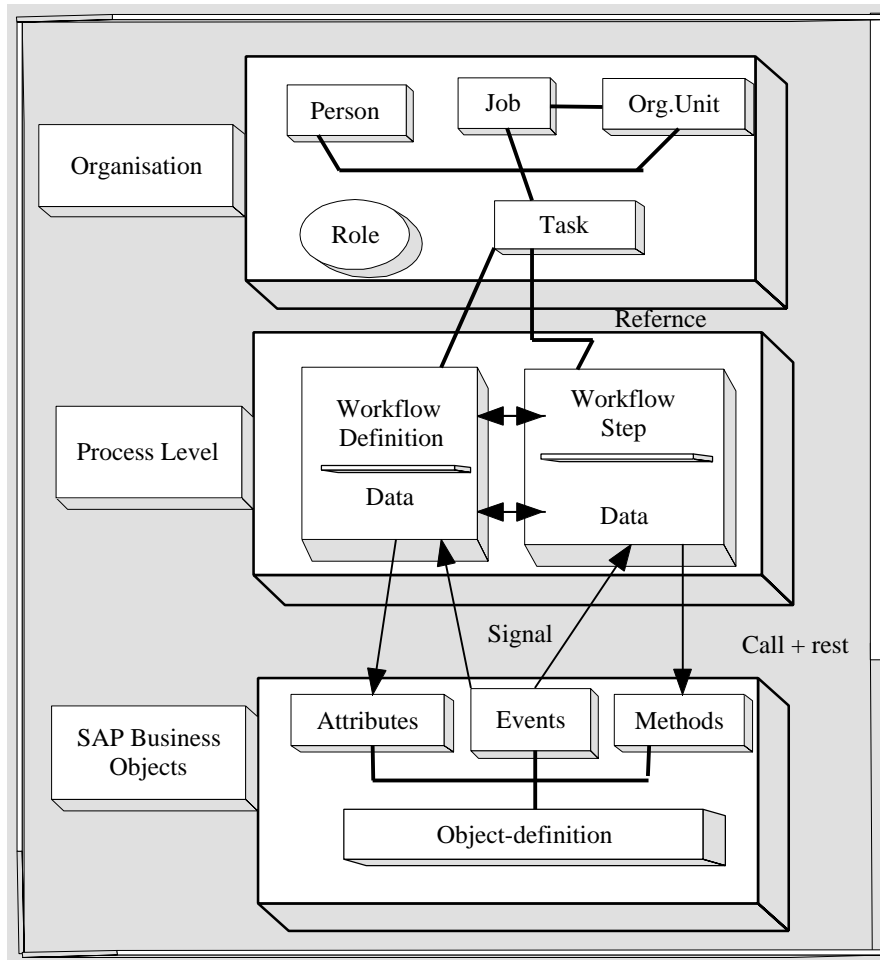 Person
Job
Org.Unit
Organisation
Role
Task
Refernce
Workflow
Definition
Workflow
Step
Process Level
Data
Data
Signal
Call + rest
Attributes
Events
Methods
SAP Business
Objects
Object-definition